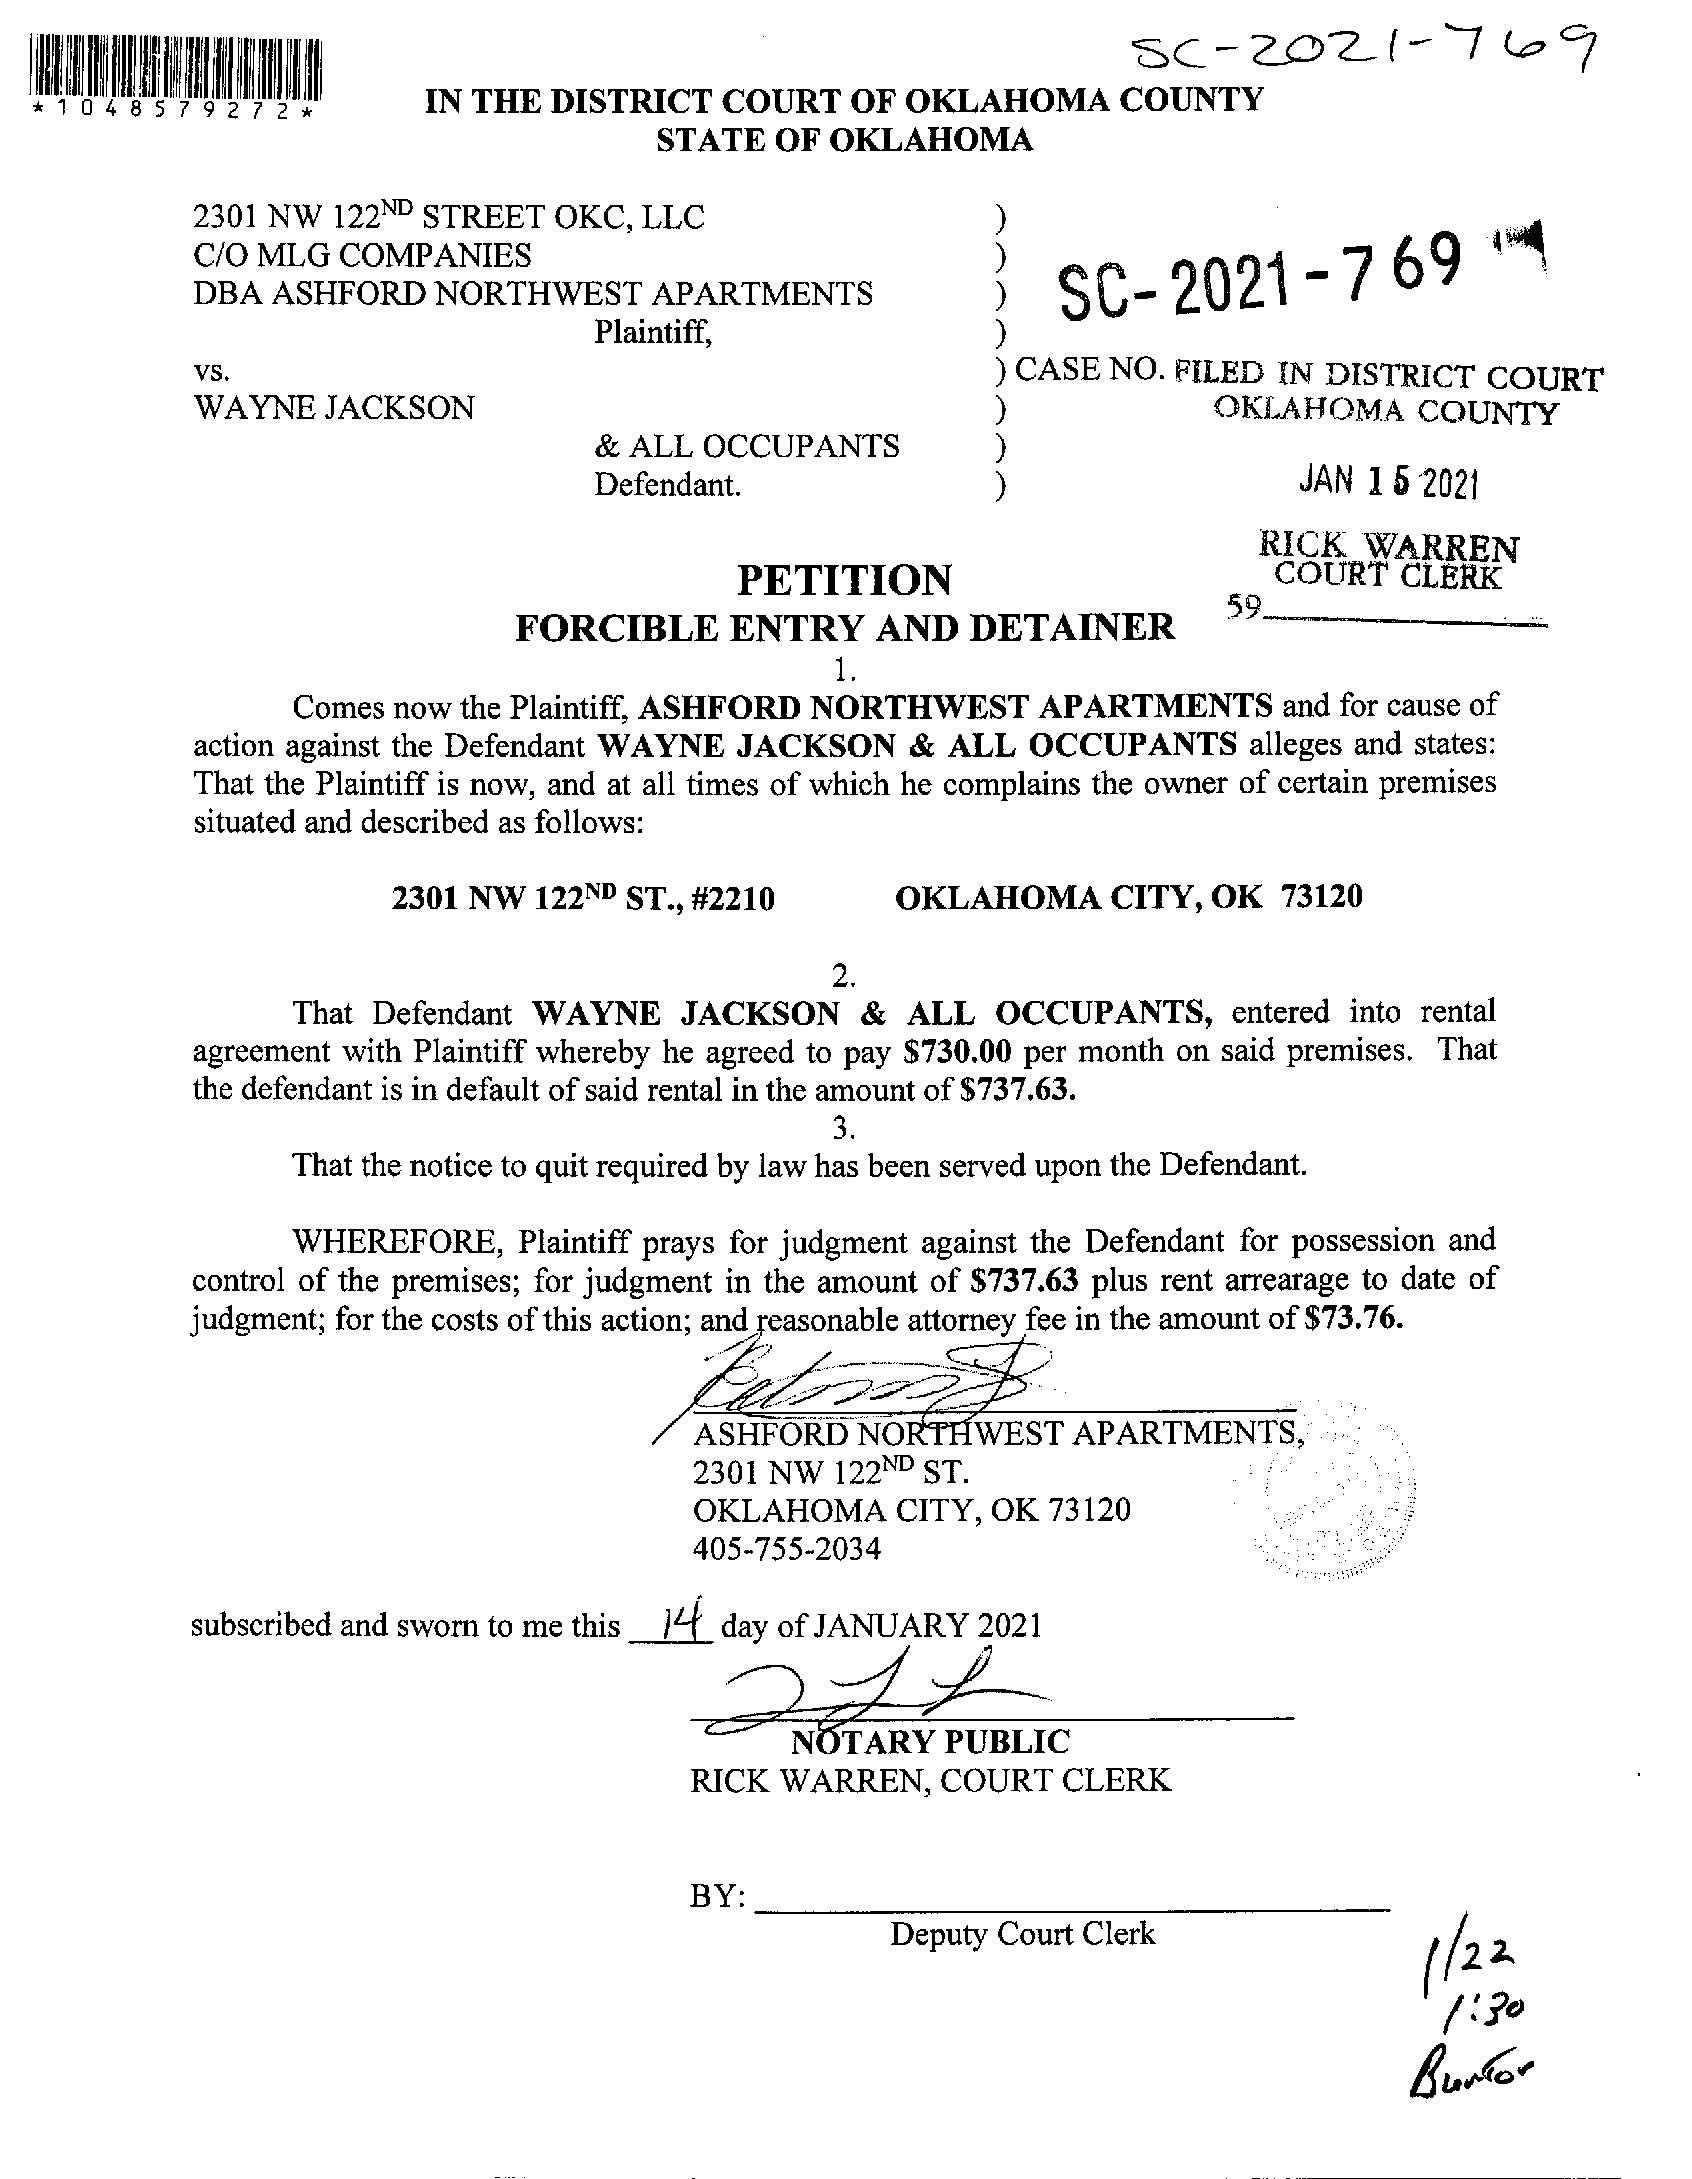 SC-2021-769
*1048579272*
IN THE DISTRICT COURT OF OKLAHOMA COUNTY
STATE OF OKLAHOMA
2301 NW 122ND STREET OKC, LLC )
C/O MLG COMPANIES )
DBA ASHFORD NORTHWEST APARTMENTS )
SC-2021-769
Plaintiff, )
vs. ) CASE NO. FILED IN DISTRICT COURT
WAYNE JACKSON ) OKLAHOMA COUNTY
& ALL OCCUPANTS )
Defendant. ) JAN 15 2021
RICK WARREN
COURT CLERK
59
PETITION
FORCIBLE ENTRY AND DETAINER
1.
Comes now the Plaintiff, ASHFORD NORTHWEST APARTMENTS and for cause of
action against the Defendant WAYNE JACKSON & ALL OCCUPANTS alleges and states:
That the Plaintiff is now, and at all times of which he complains the owner of certain premises
situated and described as follows:
2301 NW 122ND ST., #2210 OKLAHOMA CITY, OK 73120
2.
That Defendant WAYNE JACKSON & ALL OCCUPANTS, entered into rental
agreement with Plaintiff whereby he agreed to pay $730.00 per month on said premises. That
the defendant is in default of said rental in the amount of $737.63.
3.
That the notice to quit required by law has been served upon the Defendant.
WHEREFORE, Plaintiff prays for judgment against the Defendant for possession and
control of the premises; for judgment in the amount of $737.63 plus rent arrearage to date of
judgment; for the costs of this action; and reasonable attorney fee in the amount of $73.76.
ASHFORD NORTHWEST APARTMENTS,
2301 NW 122ND ST.
OKLAHOMA CITY, OK 73120
405-755-2034
subscribed and sworn to me this 14 day of JANUARY 2021
NOTARY PUBLIC
RICK WARREN, COURT CLERK
BY:
Deputy Court Clerk
1/22
1:30